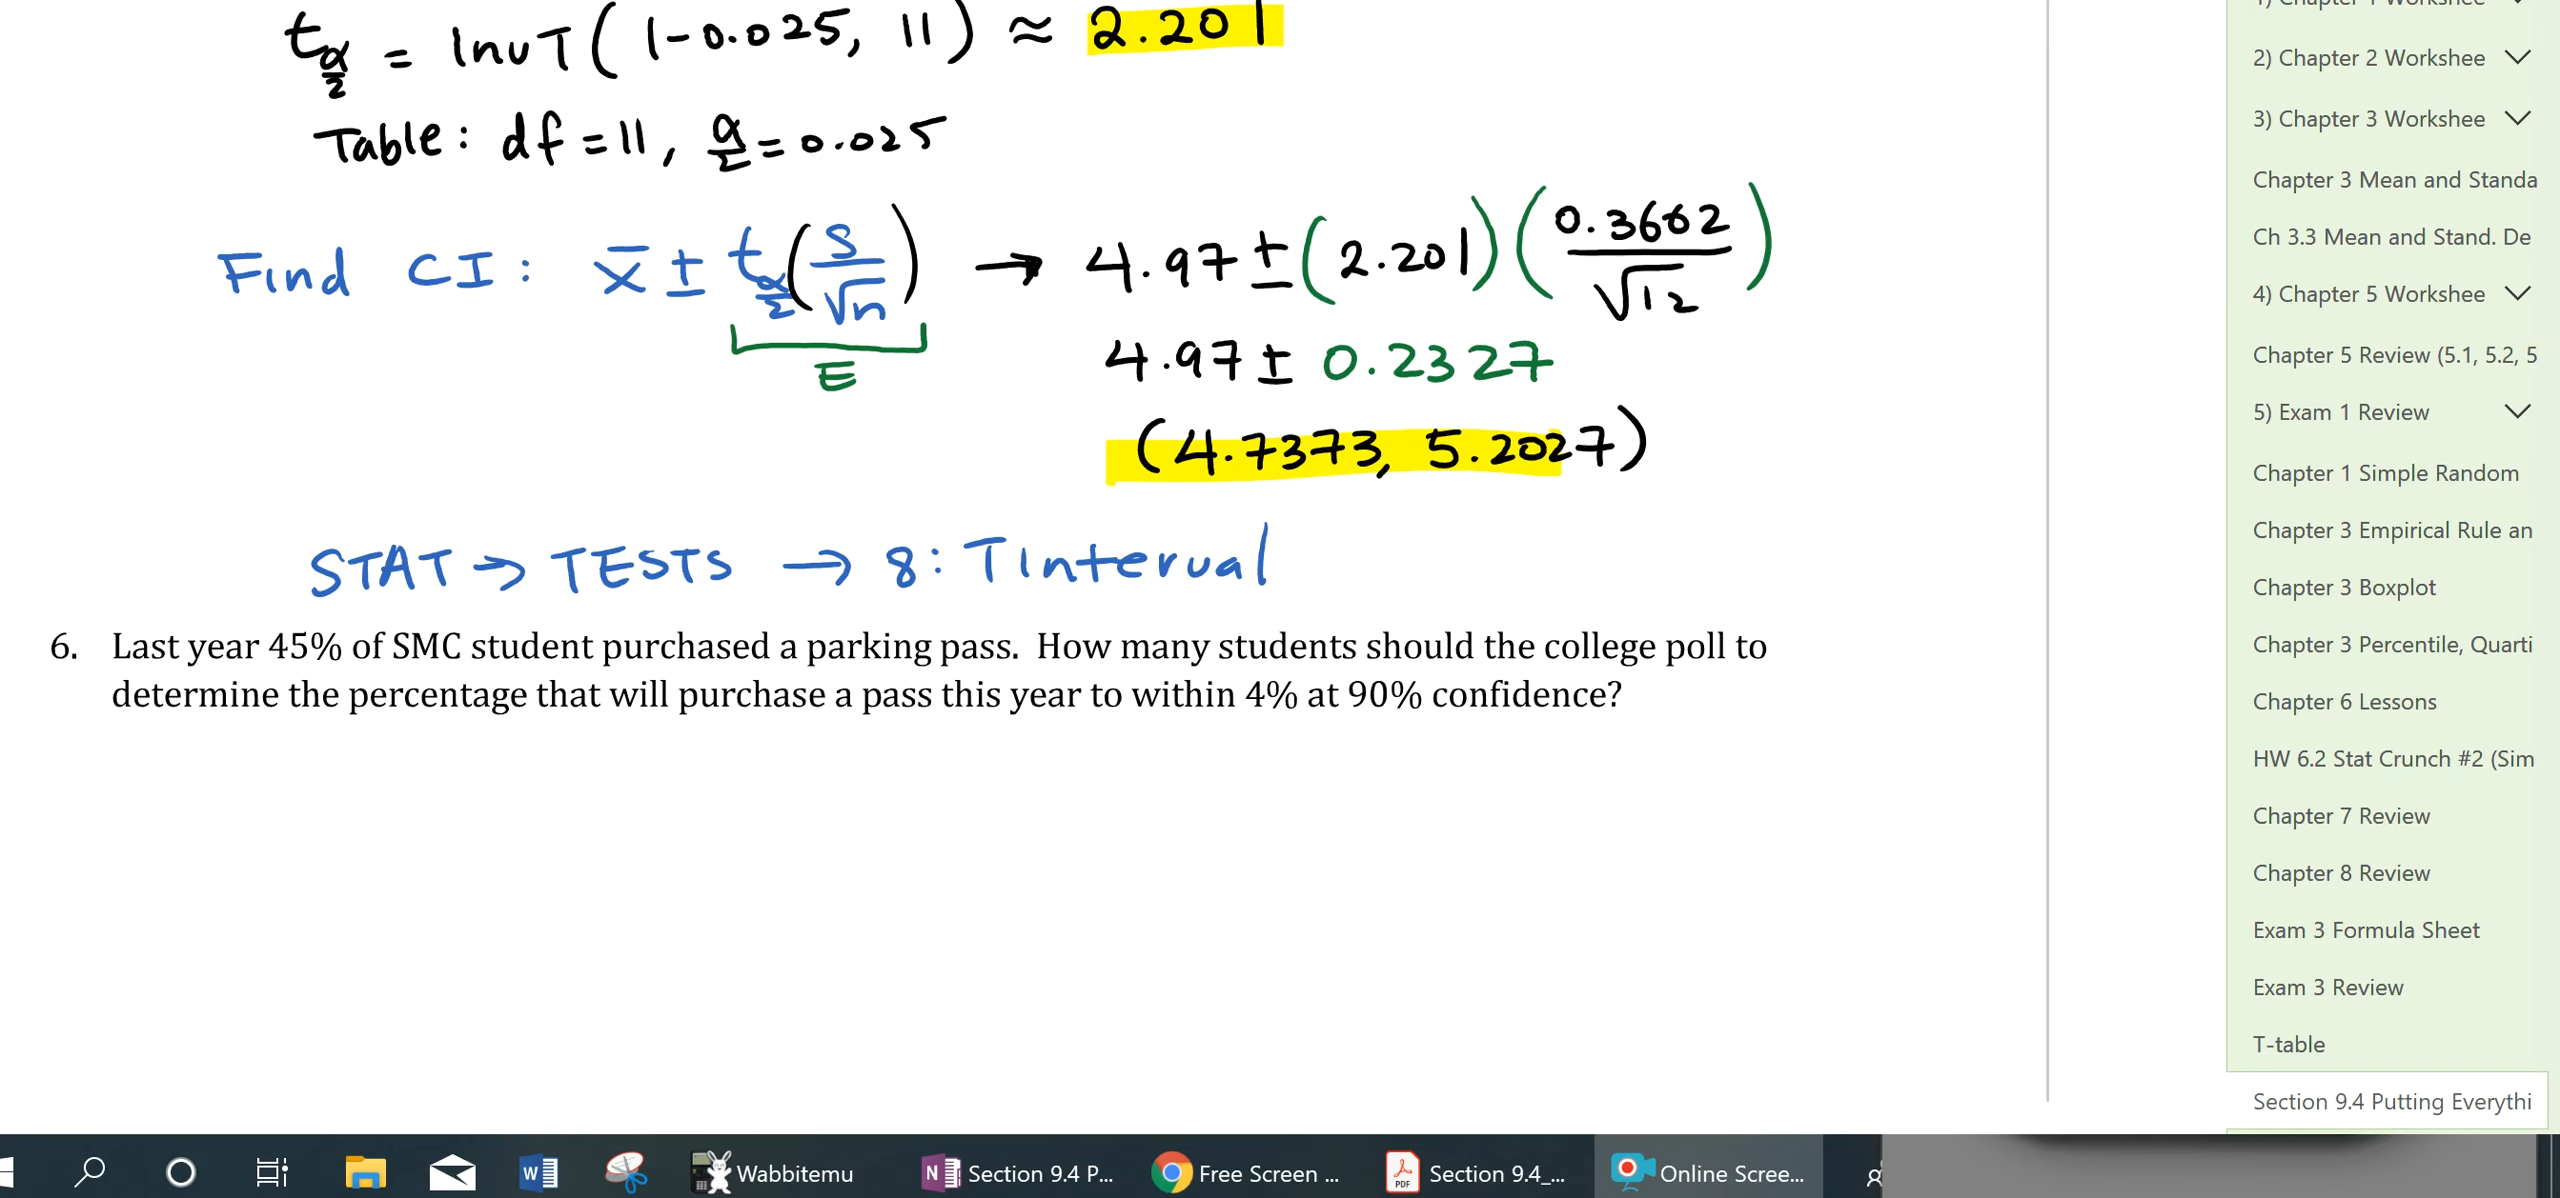 t_{α/2} = InvT(1-0.025, 11) ≈ 2.201
Table: df = 11, α/2 = 0.025
Find CI: x̄ ± t_{α/2}(s/√n) → 4.97 ± (2.201)(0.3662/√12)
E
4.97 ± 0.2327
(4.7373, 5.2027)
STAT → TESTS → 8: TInterval
6. Last year 45% of SMC student purchased a parking pass. How many students should the college poll to
determine the percentage that will purchase a pass this year to within 4% at 90% confidence?
2) Chapter 2 Workshee
3) Chapter 3 Workshee
Chapter 3 Mean and Standa
Ch 3.3 Mean and Stand. De
4) Chapter 5 Workshee
Chapter 5 Review (5.1, 5.2, 5
5) Exam 1 Review
Chapter 1 Simple Random
Chapter 3 Empirical Rule an
Chapter 3 Boxplot
Chapter 3 Percentile, Quarti
Chapter 6 Lessons
HW 6.2 Stat Crunch #2 (Sim
Chapter 7 Review
Chapter 8 Review
Exam 3 Formula Sheet
Exam 3 Review
T-table
Section 9.4 Putting Everythi
Wabbitemu
Section 9.4 P...
Free Screen ...
Section 9.4_...
Online Scree...